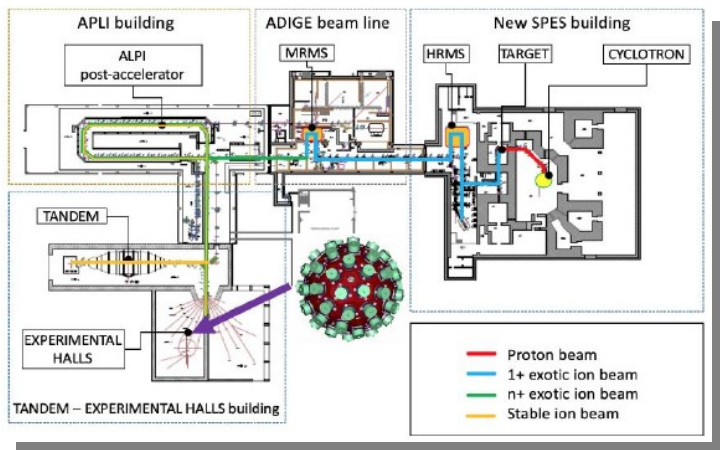 APLI building
ADIGE beam line
New SPES building
ALPI
post-accelerator
MRMS
HRMS
TARGET
CYCLOTRON
TANDEM
EXPERIMENTAL
HALLS
TANDEM – EXPERIMENTAL HALLS building
Proton beam
1+ exotic ion beam
n+ exotic ion beam
Stable ion beam